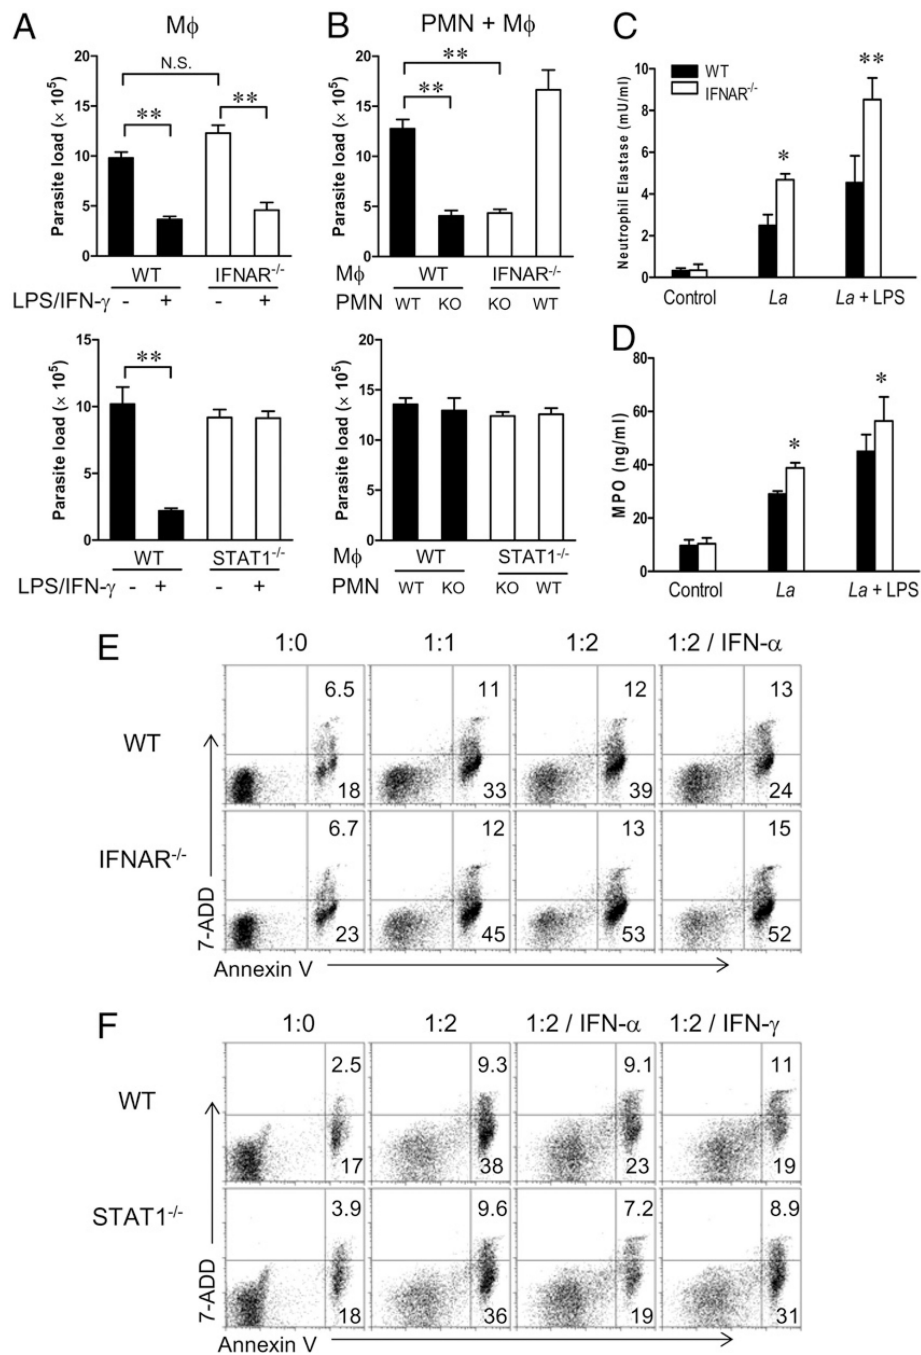 A
Mϕ
Parasite load (× 10⁵)
20
15
10
5
0
N.S.
**
**
WT
IFNAR⁻/⁻
LPS/IFN-γ
- + - +
B
PMN + Mϕ
Parasite load (× 10⁵)
20
15
10
5
0
**
**
Mϕ WT IFNAR⁻/⁻
PMN WT KO KO WT
C
Neutrophil Elastase (mU/ml)
10
8
6
4
2
0
WT
IFNAR⁻/⁻
*
**
Control La La + LPS
Parasite load (× 10⁵)
15
10
5
0
**
WT STAT1⁻/⁻
LPS/IFN-γ - + - +
Parasite load (× 10⁵)
20
15
10
5
0
Mϕ WT STAT1⁻/⁻
PMN WT KO KO WT
D
MPO (ng/ml)
80
60
40
20
0
*
*
Control La La + LPS
E
1:0 1:1 1:2 1:2 / IFN-α
WT
6.5 11 12 13
18 33 39 24
IFNAR⁻/⁻
6.7 12 13 15
23 45 53 52
7-ADD
Annexin V
F
1:0 1:2 1:2 / IFN-α 1:2 / IFN-γ
WT
2.5 9.3 9.1 11
17 38 23 19
STAT1⁻/⁻
3.9 9.6 7.2 8.9
18 36 19 31
7-ADD
Annexin V